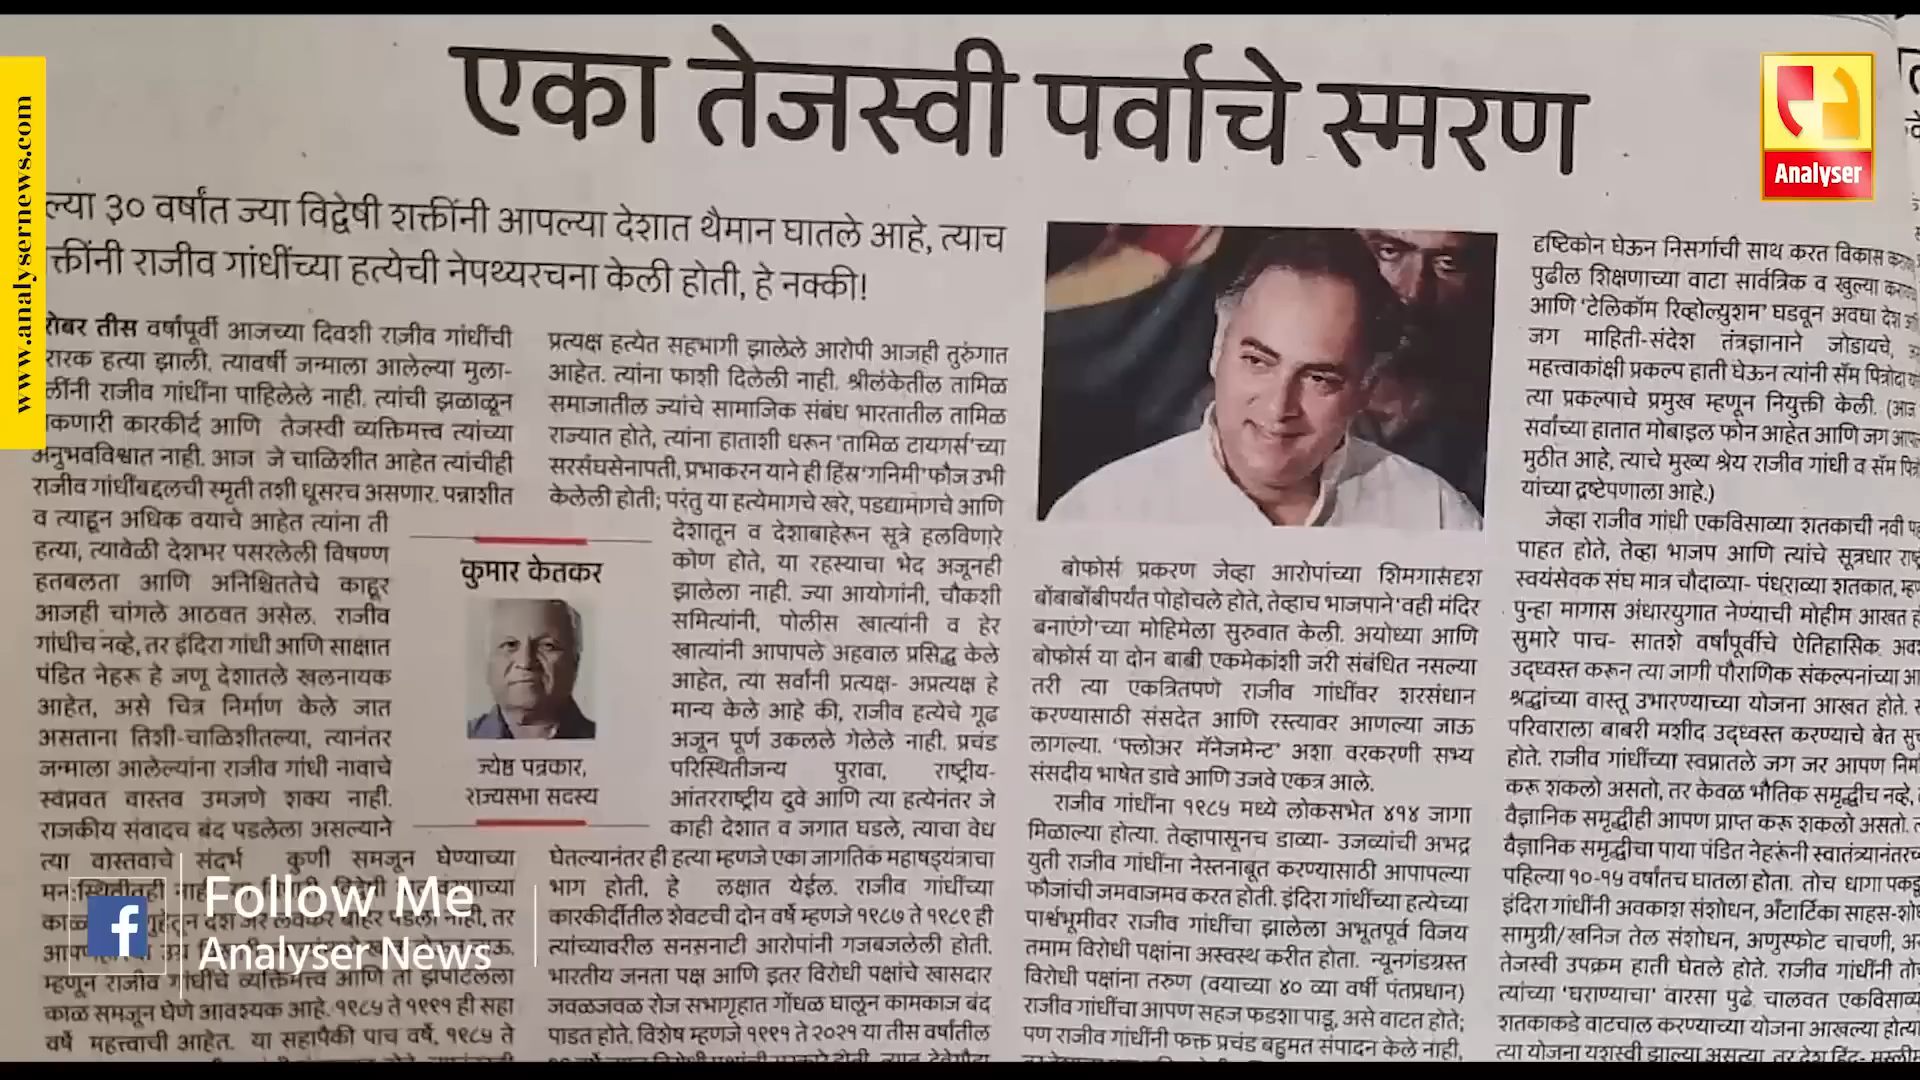 एका तेजस्वी पर्वाचे स्मरण
www.analysernews.com
Analyser
ल्या ३० वर्षांत ज्या विद्वेषी शक्तींनी आपल्या देशात थैमान घातले आहे, त्याच
क्तींनी राजीव गांधींच्या हत्येची नेपथ्यरचना केली होती, हे नक्की!
रोबर तीस वर्षांपूर्वी आजच्या दिवशी राजीव गांधींची
रारक हत्या झाली. त्यावर्षी जन्माला आलेल्या मुला-
लींनी राजीव गांधींना पाहिलेले नाही. त्यांची झळाळून
कणारी कारकीर्द आणि तेजस्वी व्यक्तिमत्त्व त्यांच्या
अनुभवविश्वात नाही. आज जे चाळिशीत आहेत त्यांचीही
राजीव गांधींबद्दलची स्मृती तशी धूसरच असणार. पन्नाशीत
व त्याहून अधिक वयाचे आहेत त्यांना ती
हत्या, त्यावेळी देशभर पसरलेली विषण्ण
हतबलता आणि अनिश्चिततेचे काहूर
आजही चांगले आठवत असेल. राजीव
गांधीच नव्हे, तर इंदिरा गांधी आणि साक्षात
पंडित नेहरू हे जणू देशातले खलनायक
आहेत, असे चित्र निर्माण केले जात
असताना तिशी-चाळिशीतल्या, त्यानंतर
जन्माला आलेल्यांना राजीव गांधी नावाचे
स्वप्नवत वास्तव उमजणे शक्य नाही.
राजकीय संवादच बंद पडलेला असल्याने
त्या वास्तवाचे संदर्भ कुणी समजून घेण्याच्या
मनःस्थितीतही
देश जर लवकर बाहेर पडला नाही, तर
म्हणून राजीव गांधींचे व्यक्तिमत्त्व आणि तो झपाटलेला
काळ समजून घेणे आवश्यक आहे. १९८५ ते १९९१ ही सहा
वर्षे महत्त्वाची आहेत. या सहापैकी पाच वर्षे, १९८५ ते
कुमार केतकर
ज्येष्ठ पत्रकार,
राज्यसभा सदस्य
प्रत्यक्ष हत्येत सहभागी झालेले आरोपी आजही तुरुंगात
आहेत. त्यांना फाशी दिलेली नाही. श्रीलंकेतील तामिळ
समाजातील ज्यांचे सामाजिक संबंध भारतातील तामिळ
राज्यात होते, त्यांना हाताशी धरून 'तामिळ टायगर्स'च्या
सरसंघसेनापती, प्रभाकरन याने ही हिंस्र 'गनिमी' फौज उभी
केलेली होती; परंतु या हत्येमागचे खरे, पडद्यामागचे आणि
देशातून व देशाबाहेरून सूत्रे हलविणारे
कोण होते, या रहस्याचा भेद अजूनही
झालेला नाही. ज्या आयोगांनी, चौकशी
समित्यांनी, पोलीस खात्यांनी व हेर
खात्यांनी आपापले अहवाल प्रसिद्ध केले
आहेत, त्या सर्वांनी प्रत्यक्ष- अप्रत्यक्ष हे
मान्य केले आहे की, राजीव हत्येचे गूढ
अजून पूर्ण उकलले गेलेले नाही. प्रचंड
परिस्थितीजन्य पुरावा, राष्ट्रीय-
आंतरराष्ट्रीय दुवे आणि त्या हत्येनंतर जे
काही देशात व जगात घडले, त्याचा वेध
घेतल्यानंतर ही हत्या म्हणजे एका जागतिक महाषड्यंत्राचा
भाग होती, हे लक्षात येईल. राजीव गांधींच्या
कारकीर्दीतील शेवटची दोन वर्षे म्हणजे १९८७ ते १९८९ ही
त्यांच्यावरील सनसनाटी आरोपांनी गजबजलेली होती.
भारतीय जनता पक्ष आणि इतर विरोधी पक्षांचे खासदार
जवळजवळ रोज सभागृहात गोंधळ घालून कामकाज बंद
पाडत होते. विशेष म्हणजे १९९१ ते २०२१ या तीस वर्षांतील
बोफोर्स प्रकरण जेव्हा आरोपांच्या शिमगासदृश
बोंबाबोंबीपर्यंत पोहोचले होते, तेव्हाच भाजपाने 'वही मंदिर
बनाएंगे'च्या मोहिमेला सुरुवात केली. अयोध्या आणि
बोफोर्स या दोन बाबी एकमेकांशी जरी संबंधित नसल्या
तरी त्या एकत्रितपणे राजीव गांधींवर शरसंधान
करण्यासाठी संसदेत आणि रस्त्यावर आणल्या जाऊ
लागल्या. 'फ्लोअर मॅनेजमेन्ट' अशा वरकरणी सभ्य
संसदीय भाषेत डावे आणि उजवे एकत्र आले.
राजीव गांधींना १९८५ मध्ये लोकसभेत ४१४ जागा
मिळाल्या होत्या. तेव्हापासूनच डाव्या- उजव्यांची अभद्र
युती राजीव गांधींना नेस्तनाबूत करण्यासाठी आपापल्या
फौजांची जमवाजमव करत होती. इंदिरा गांधींच्या हत्येच्या
पार्श्वभूमीवर राजीव गांधींचा झालेला अभूतपूर्व विजय
तमाम विरोधी पक्षांना अस्वस्थ करीत होता. न्यूनगंडग्रस्त
विरोधी पक्षांना तरुण (वयाच्या ४० व्या वर्षी पंतप्रधान)
राजीव गांधींचा आपण सहज फडशा पाडू, असे वाटत होते;
पण राजीव गांधींनी फक्त प्रचंड बहुमत संपादन केले नाही,
दृष्टिकोन घेऊन निसर्गाची साथ करत विकास
पुढील शिक्षणाच्या वाटा सार्वत्रिक व खुल्या
आणि 'टेलिकॉम रिव्होल्युशम' घडवून अवघा देश
जग माहिती-संदेश तंत्रज्ञानाने जोडायचे,
महत्त्वाकांक्षी प्रकल्प हाती घेऊन त्यांनी सॅम पित्रोदा
त्या प्रकल्पाचे प्रमुख म्हणून नियुक्ती केली. (आज
सर्वांच्या हातात मोबाइल फोन आहेत आणि जग
मुठीत आहे, त्याचे मुख्य श्रेय राजीव गांधी व सॅम
यांच्या द्रष्टेपणाला आहे.)
जेव्हा राजीव गांधी एकविसाव्या शतकाची नवी
पाहात होते, तेव्हा भाजप आणि त्यांचे सूत्रधार
स्वयंसेवक संघ मात्र चौदाव्या- पंधराव्या शतकात,
पुन्हा मागास अंधारयुगात नेण्याची मोहीम आखत
सुमारे पाच- सातशे वर्षांपूर्वीचे ऐतिहासिक
उद्ध्वस्त करून त्या जागी पौराणिक संकल्पनांच्या
श्रद्धांच्या वास्तू उभारण्याच्या योजना आखत होते.
परिवाराला बाबरी मशीद उद्ध्वस्त करण्याचे बेत
होते. राजीव गांधींच्या स्वप्नातले जग जर आपण
करू शकलो असतो, तर केवळ भौतिक समृद्धीच नव्हे,
वैज्ञानिक समृद्धीही आपण प्राप्त करू शकलो असतो.
वैज्ञानिक समृद्धीचा पाया पंडित नेहरूंनी स्वातंत्र्यानंतरच्या
पहिल्या १०-१५ वर्षांतच घातला होता. तोच धागा
इंदिरा गांधींनी अवकाश संशोधन, अँटार्टिका साहस-
सामुग्री/खनिज तेल संशोधन, अणुस्फोट चाचणी,
तेजस्वी उपक्रम हाती घेतले होते. राजीव गांधींनी
त्यांच्या 'घराण्याचा' वारसा पुढे चालवत
शतकाकडे वाटचाल करण्याच्या योजना आखल्या
त्या योजना यशस्वी झाल्या असत्या, तर देश हिंदू-
Follow Me
Analyser News